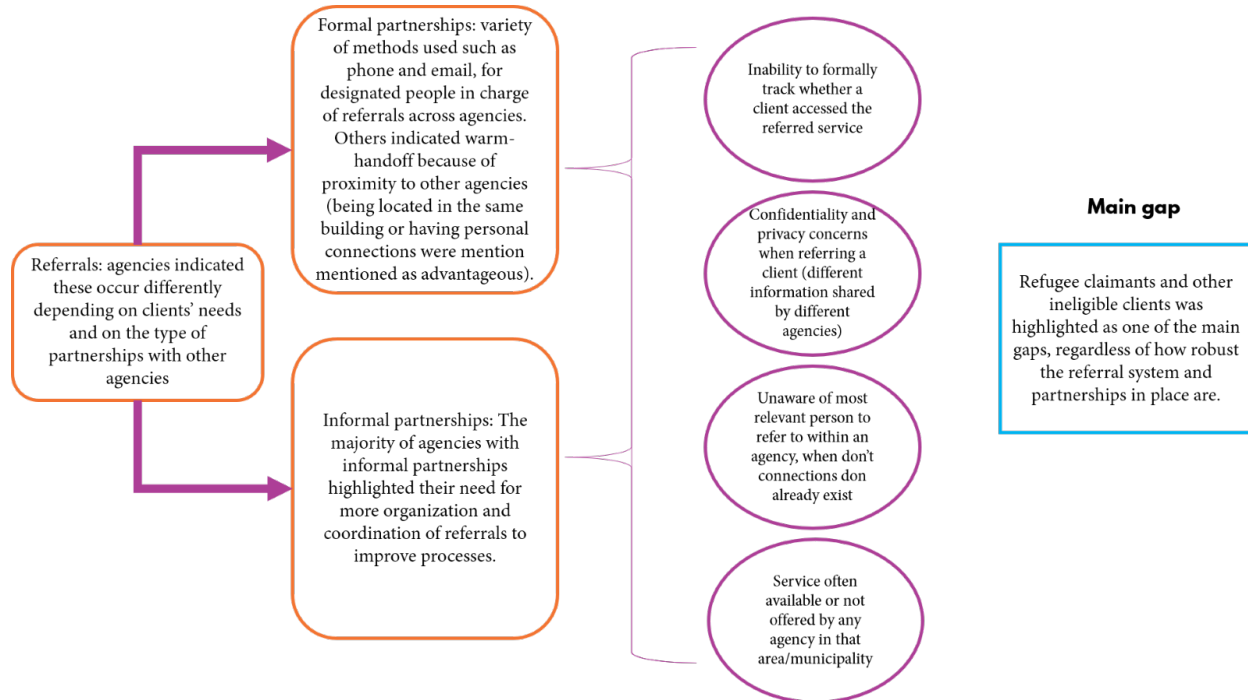 Referrals: agencies indicated
these occur differently
depending on clients’ needs
and on the type of
partnerships with other
agencies
Formal partnerships: variety
of methods used such as
phone and email, for
designated people in charge
of referrals across agencies.
Others indicated warm-
handoff because of
proximity to other agencies
(being located in the same
building or having personal
connections were mention
mentioned as advantageous).
Informal partnerships: The
majority of agencies with
informal partnerships
highlighted their need for
more organization and
coordination of referrals to
improve processes.
Inability to formally
track whether a
client accessed the
referred service
Confidentiality and
privacy concerns
when referring a
client (different
information shared
by different
agencies)
Unaware of most
relevant person to
refer to within an
agency, when don’t
connections don
already exist
Service often
available or not
offered by any
agency in that
area/municipality
Main gap
Refugee claimants and other
ineligible clients was
highlighted as one of the main
gaps, regardless of how robust
the referral system and
partnerships in place are.